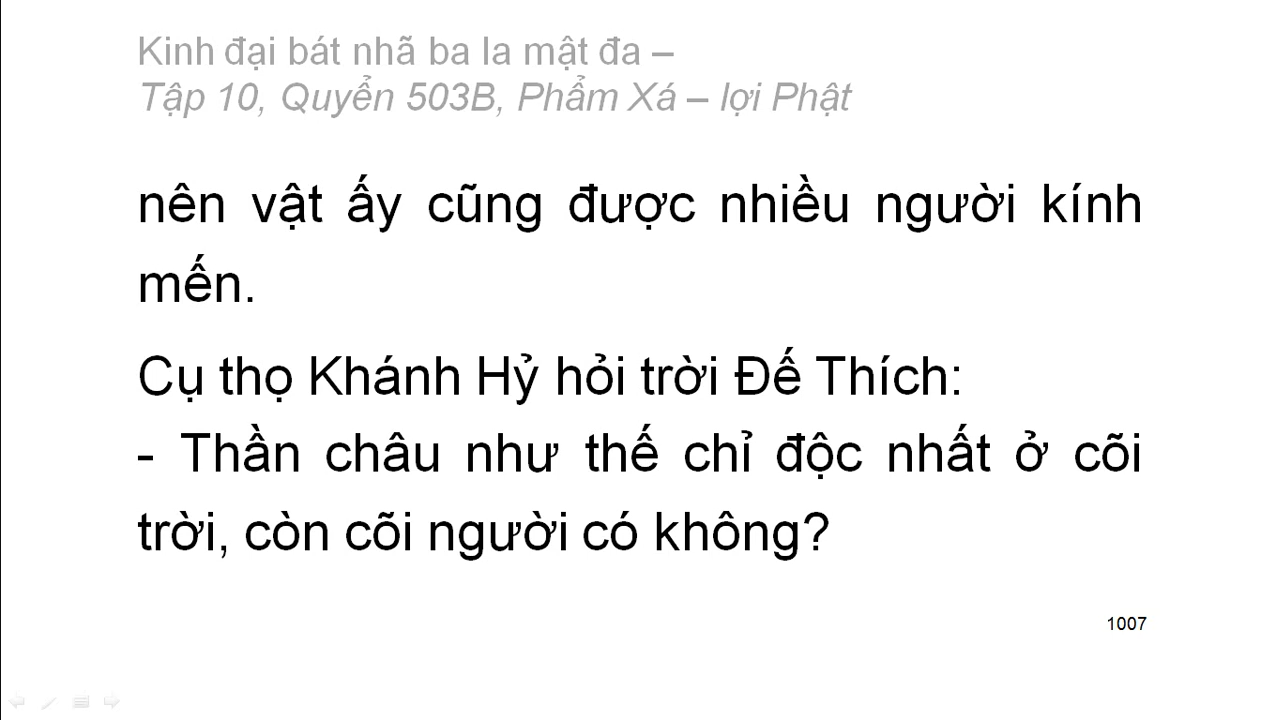 Kinh đại bát nhã ba la mật đa –
Tập 10, Quyển 503B, Phẩm Xá – lợi Phật
nên vật ấy cũng được nhiều người kính
mến.
Cụ thọ Khánh Hỷ hỏi trời Đế Thích:
- Thần châu như thế chỉ độc nhất ở cõi
trời, còn cõi người có không?
1007